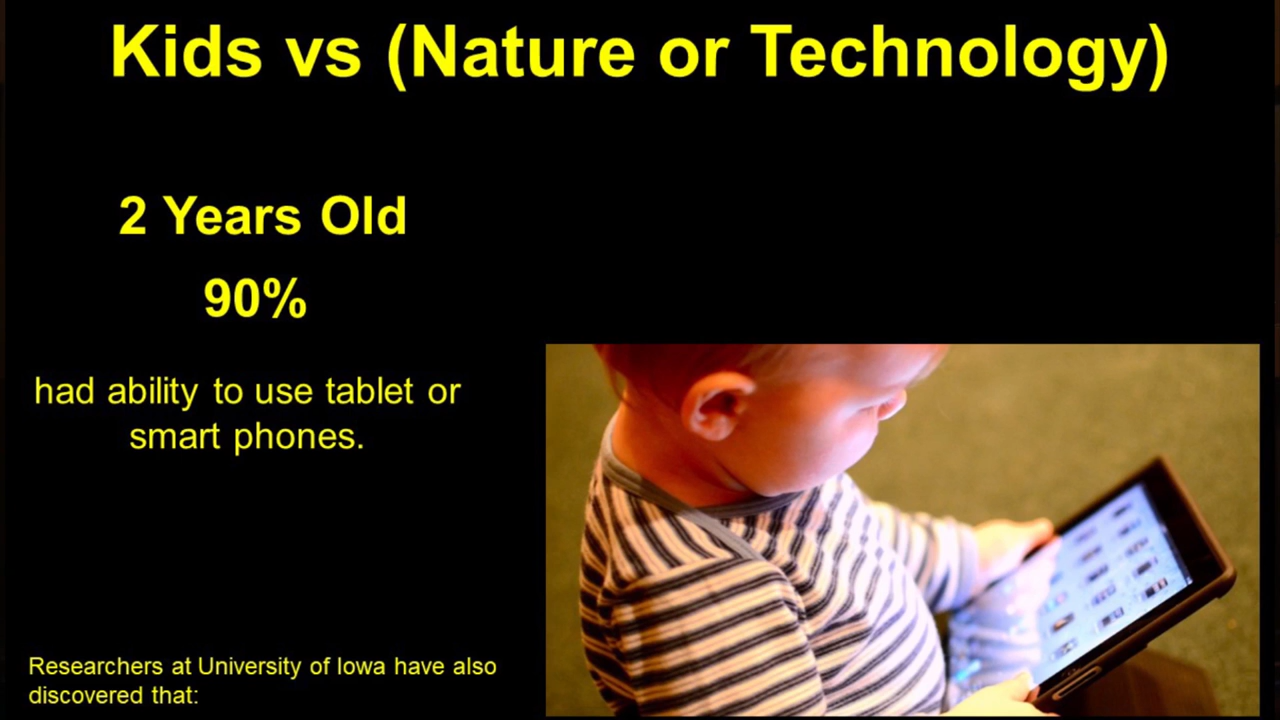 Kids vs (Nature or Technology)
2 Years Old
90%
had ability to use tablet or
smart phones.
Researchers at University of Iowa have also
discovered that: